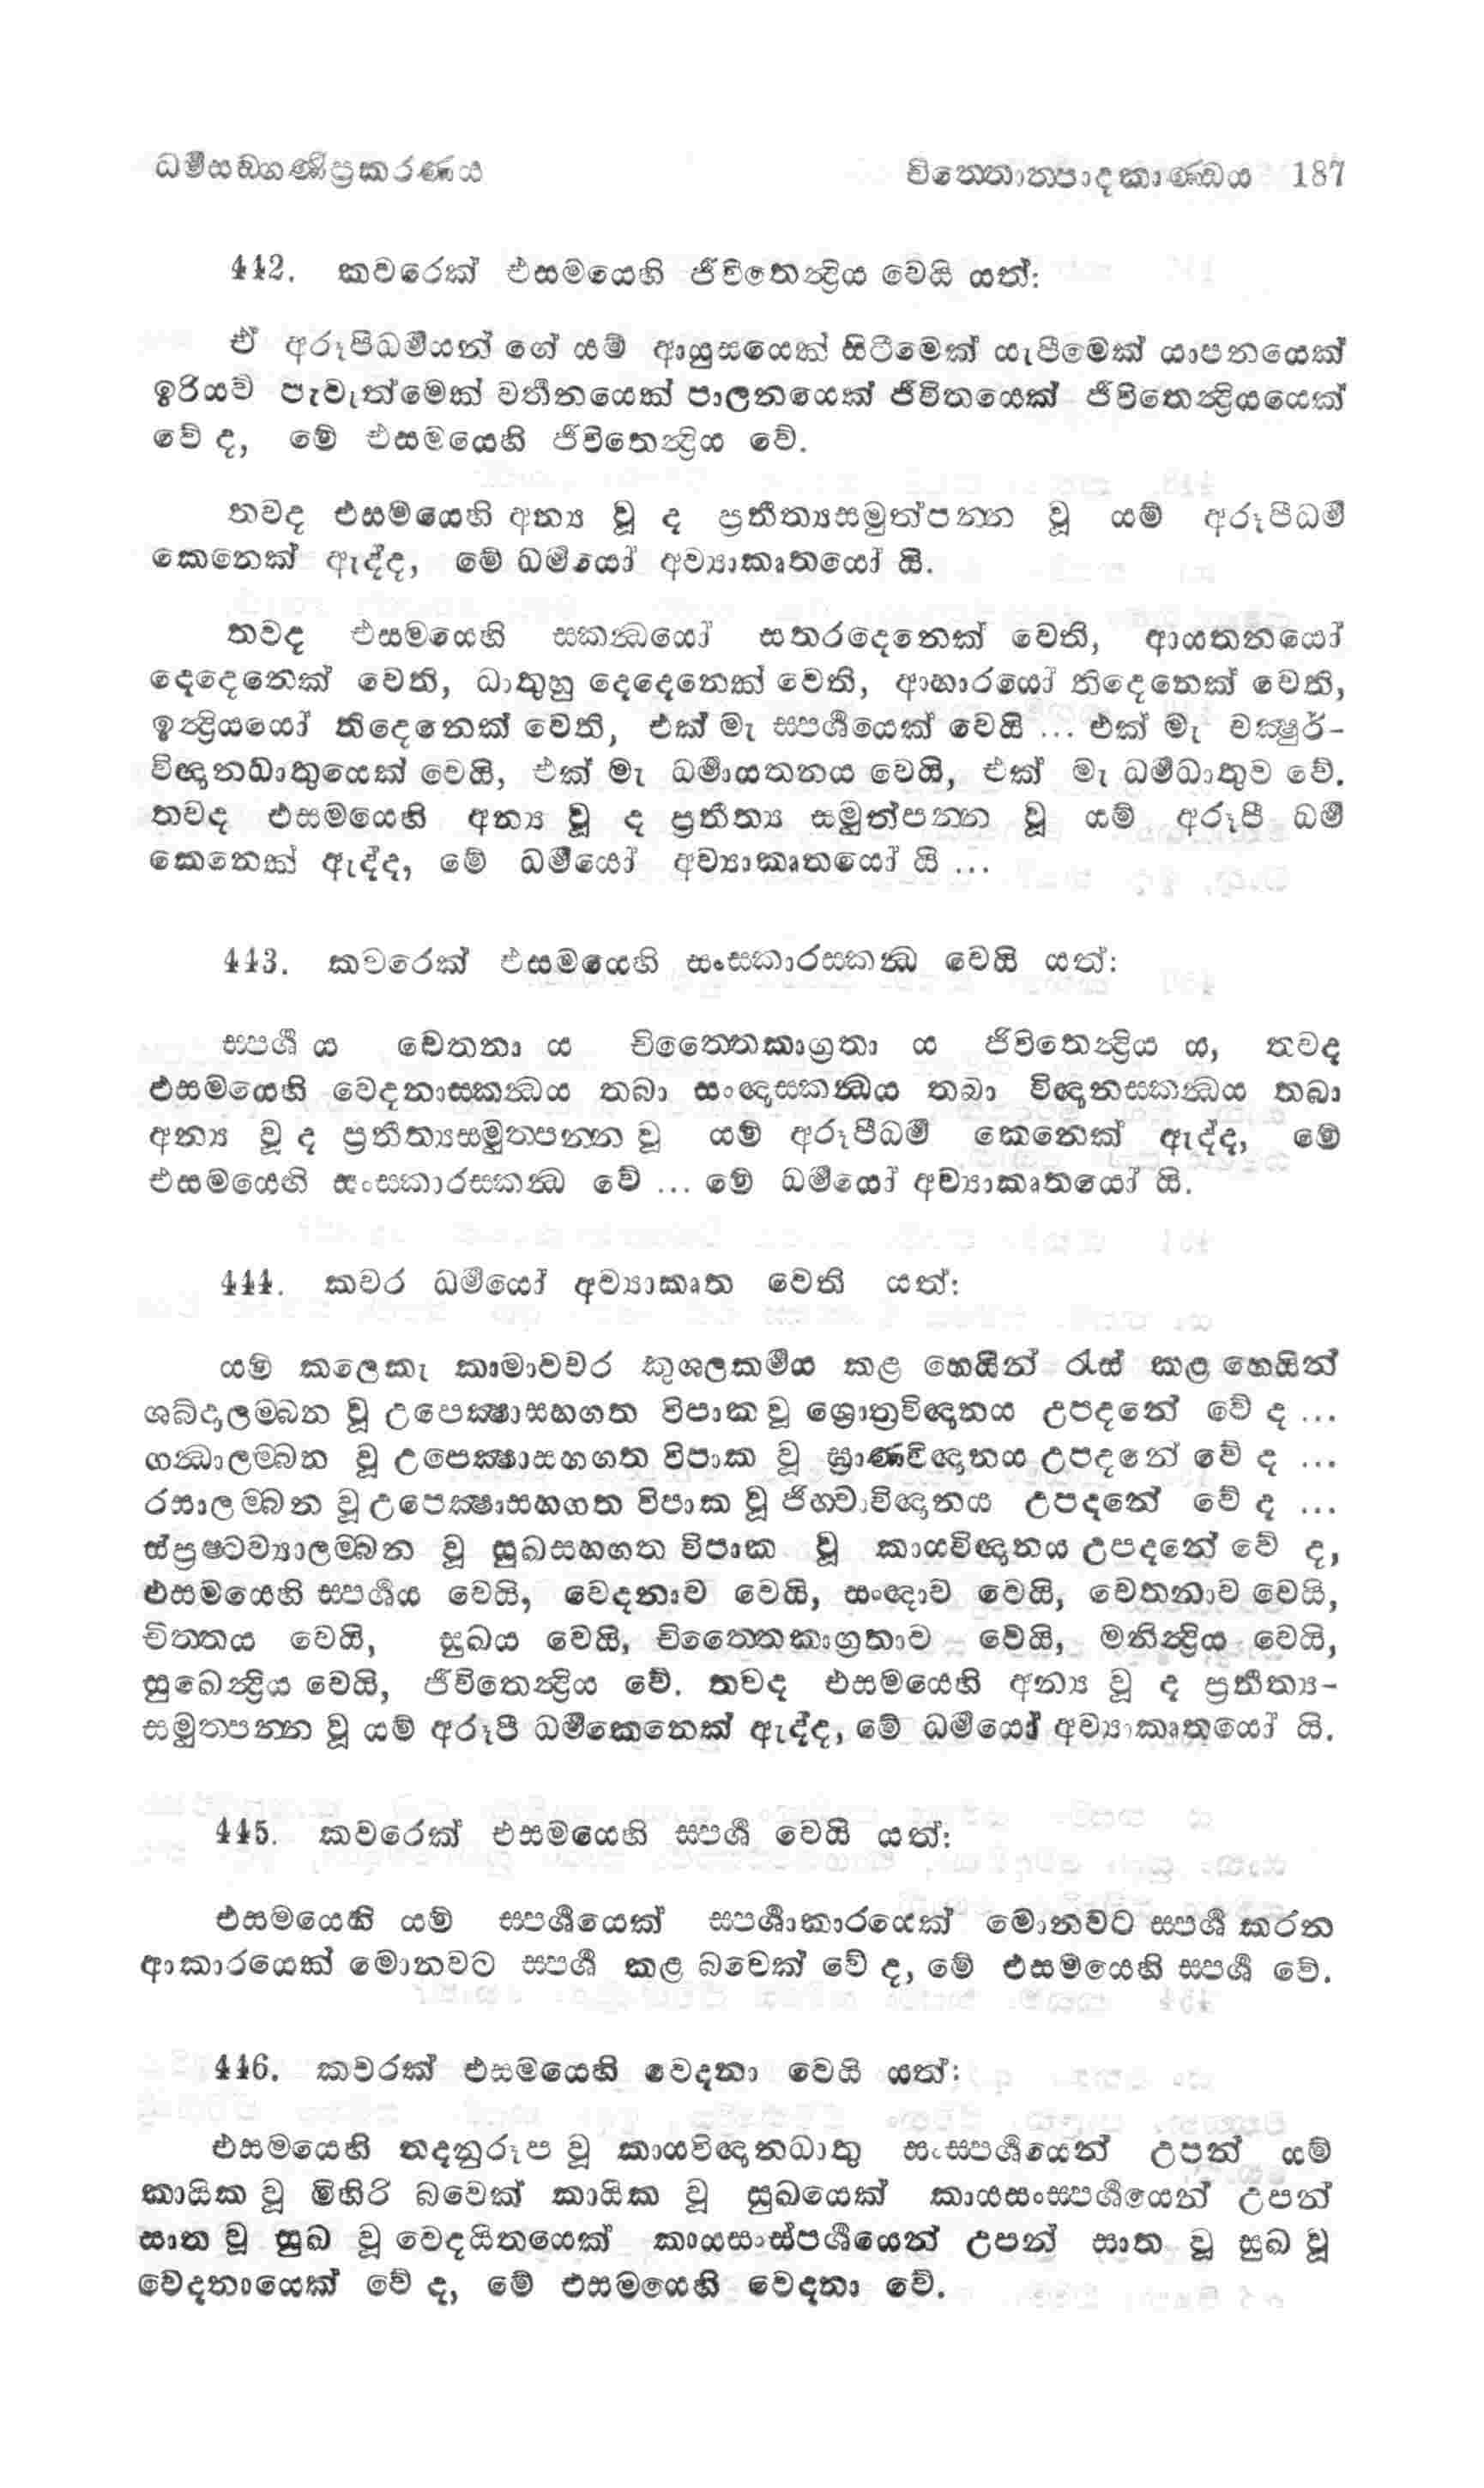 ධර්මසඞ්ගණිප්‍රකරණය චිත්තොත්පාදකාණ්ඩය 187
442. කවරෙක් එසමයෙහි ජීවිතෙන්ද්‍රිය වෙයි යත්:
ඒ අරූපීධර්මයන් ගේ යම් ආයුසයෙක් සිටීමෙක් යැපීමෙක් යාපනයෙක්
ඉරියව් පැවැත්මෙක් වර්තනයෙක් පාලනයෙක් ජීවිතයෙක් ජීවිතෙන්ද්‍රියයෙක්
වේ ද, මේ එසමයෙහි ජීවිතෙන්ද්‍රිය වේ.
තවද එසමයෙහි අන්‍ය වූ ද ප්‍රතීත්‍යසමුත්පන්න වූ යම් අරූපීධර්ම
කෙනෙක් ඇද්ද, මේ ධර්මයෝ අව්‍යාකෘතයෝ යි.
තවද එසමයෙහි ස්කන්ධයෝ සතරදෙනෙක් වෙති, ආයතනයෝ
දෙදෙනෙක් වෙති, ධාතුහු දෙදෙනෙක් වෙති, ආහාරයෝ තිදෙනෙක් වෙති,
ඉන්ද්‍රියයෝ තිදෙනෙක් වෙති, එක් මැ ස්පර්ශයෙක් වෙයි ... එක් මැ චක්ෂුර්-
විඥානධාතුයෙක් වෙයි, එක් මැ ධර්මායතනය වෙයි, එක් මැ ධර්මධාතුව වේ.
තවද එසමයෙහි අන්‍ය වූ ද ප්‍රතීත්‍ය සමුත්පන්න වූ යම් අරූපී ධර්ම
කෙනෙක් ඇද්ද, මේ ධර්මයෝ අව්‍යාකෘතයෝ යි ...
443. කවරෙක් එසමයෙහි සංස්කාරස්කන්ධ වෙයි යත්:
ස්පර්ශ ය චෙතනා ය චිත්තෛකාග්‍රතා ය ජිවිතෙන්ද්‍රිය ය, තවද
එසමයෙහි වෙදනාස්කන්ධය තබා සංඥාස්කන්ධය තබා විඥානස්කන්ධය තබා
අන්‍ය වූ ද ප්‍රතීත්‍යසමුත්පන්න වූ යම් අරූපීධර්ම කෙනෙක් ඇද්ද, මේ
එසමයෙහි සංස්කාරස්කන්ධ වේ ... මේ ධර්මයෝ අව්‍යාකෘතයෝ යි.
444. කවර ධර්මයෝ අව්‍යාකෘත වෙති යත්:
යම් කලෙකැ කාමාවචර කුශලකර්මය කළ හෙයින් රැස් කළ හෙයින්
ශබ්දාලම්බන වූ උපෙක්ෂාසහගත විපාක වූ ශ්‍රොත්‍රවිඥානය උපදනේ වේ ද ...
ගන්ධාලම්බන වූ උපෙක්ෂාසහගත විපාක වූ ඝ්‍රාණවිඥානය උපදනේ වේ ද ...
රසාලම්බන වූ උපෙක්ෂාසහගත විපාක වූ ජිහ්වාවිඥානය උපදනේ වේ ද ...
ස්ප්‍රෂ්ටව්‍යාලම්බන වූ සුඛසහගත විපාක වූ කායවිඥානය උපදනේ වේ ද,
එසමයෙහි ස්පර්ශය වෙයි, වෙදනාව වෙයි, සංඥාව වෙයි, චෙතනාව වෙයි,
චිත්තය වෙයි, සුඛය වෙයි, චිත්තෛකාග්‍රතාව වෙයි, මනින්ද්‍රිය වෙයි,
සුඛෙන්ද්‍රිය වෙයි, ජීවිතෙන්ද්‍රිය වේ. තවද එසමයෙහි අන්‍ය වූ ද ප්‍රතීත්‍ය-
සමුත්පන්න වූ යම් අරූපී ධර්මකෙනෙක් ඇද්ද, මේ ධර්මයෝ අව්‍යාකෘතයෝ යි.
445. කවරෙක් එසමයෙහි ස්පර්ශ වෙයි යත්:
එසමයෙහි යම් ස්පර්ශයෙක් ස්පර්ශාකාරයෙක් මොනවට ස්පර්ශ කරන
ආකාරයෙක් මොනවට ස්පර්ශ කළ බවෙක් වේ ද, මේ එසමයෙහි ස්පර්ශ වේ.
446. කවරක් එසමයෙහි වෙදනා වෙයි යත්:
එසමයෙහි තදනුරූප වූ කායවිඥානධාතු සංස්පර්ශයෙන් උපන් යම්
කායික වූ මිහිරි බවෙක් කායික වූ සුඛයෙක් කායසංස්පර්ශයෙන් උපන්
සාත වූ සුඛ වූ වෙදයිතයෙක් කායසංස්පර්ශයෙන් උපන් සාත වූ සුඛ වූ
වේදනායෙක් වේ ද, මේ එසමයෙහි වෙදනා වේ.